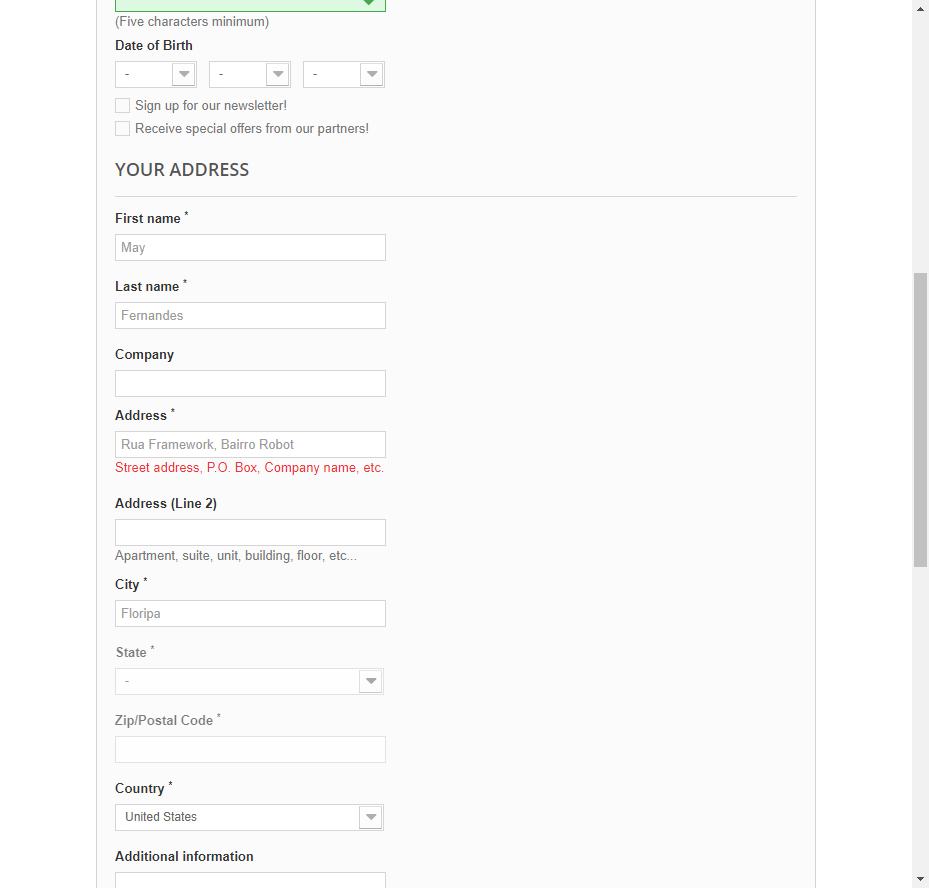 (Five characters minimum)
Date of Birth
- - -
Sign up for our newsletter!
Receive special offers from our partners!
YOUR ADDRESS
First name *
May
Last name *
Fernandes
Company
Address *
Rua Framework, Bairro Robot
Street address, P.O. Box, Company name, etc.
Address (Line 2)
Apartment, suite, unit, building, floor, etc...
City *
Floripa
State *
-
Zip/Postal Code *
Country *
United States
Additional information